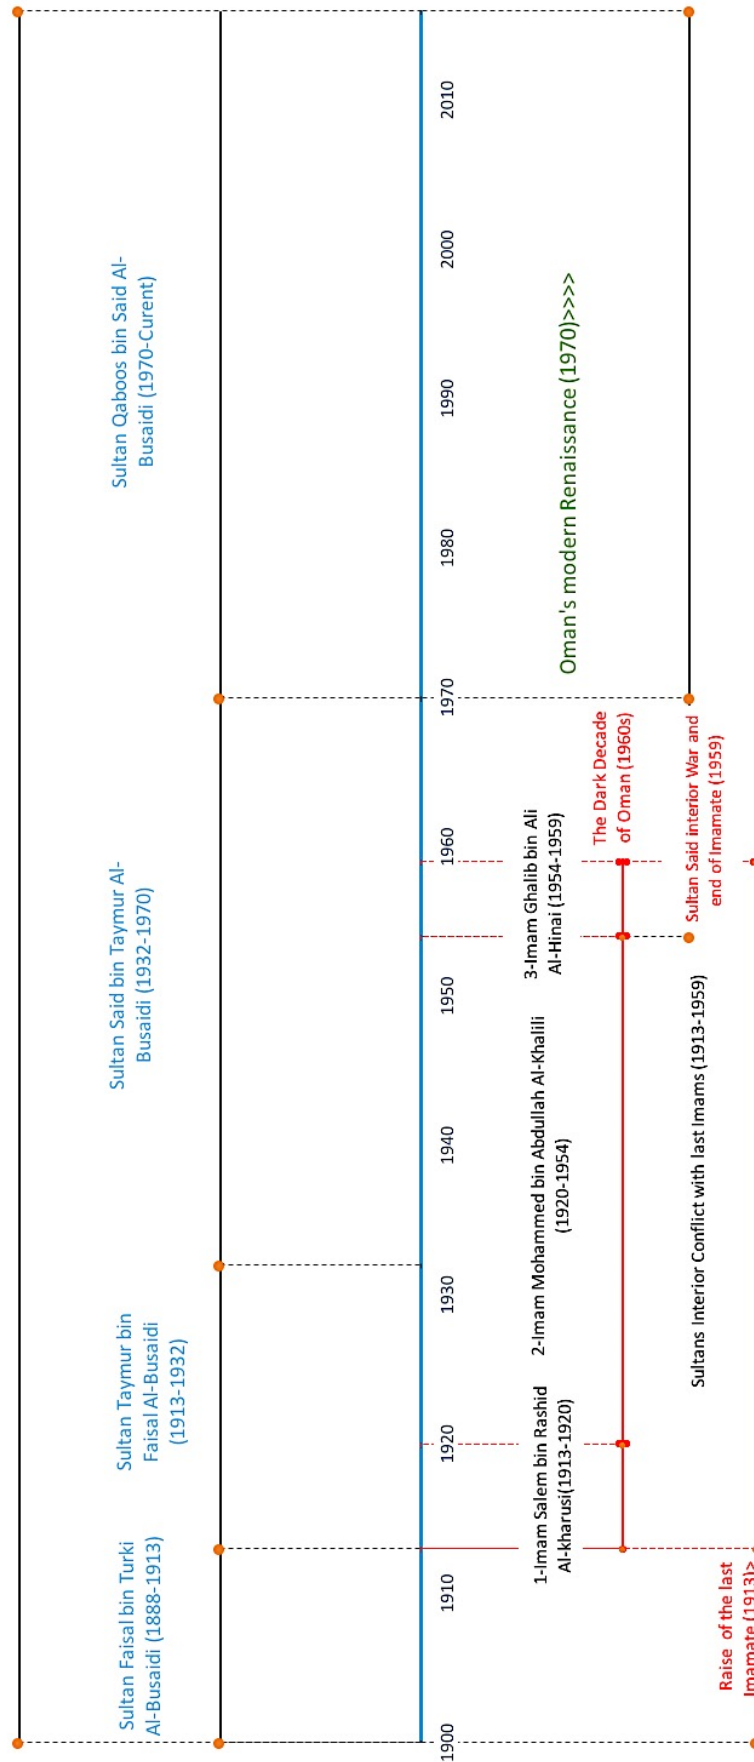 Sultan Faisal bin Turki
Al-Busaidi (1888-1913)
Sultan Taymur bin
Faisal Al-Busaidi
(1913-1932)
Sultan Said bin Taymur Al-
Busaidi (1932-1970)
Sultan Qaboos bin Said Al-
Busaidi (1970-Curent)
1900
1910
1920
1930
1940
1950
1960
1970
1980
1990
2000
2010
1-Imam Salem bin Rashid
Al-kharusi(1913-1920)
2-Imam Mohammed bin Abdullah Al-Khalili
(1920-1954)
3-Imam Ghalib bin Ali
Al-Hinai (1954-1959)
Oman's modern Renaissance (1970)>>>>
The Dark Decade
of Oman (1960s)
Sultans Interior Conflict with last Imams (1913-1959)
Sultan Said interior War and
end of Imamate (1959)
Raise of the last
Imamate (1913)>